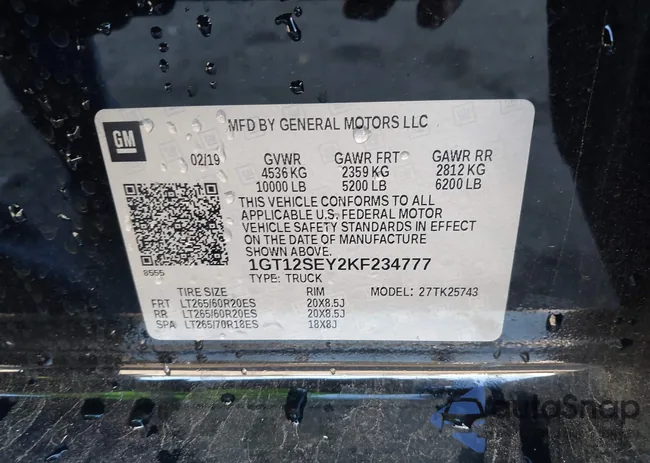 GM
MFD BY GENERAL MOTORS LLC
02/19 GVWR GAWR FRT GAWR RR
4536 KG 2359 KG 2812 KG
10000 LB 5200 LB 6200 LB
THIS VEHICLE CONFORMS TO ALL
APPLICABLE U.S. FEDERAL MOTOR
VEHICLE SAFETY STANDARDS IN EFFECT
ON THE DATE OF MANUFACTURE
SHOWN ABOVE.
8555
1GT12SEY2KF234777
TYPE: TRUCK
TIRE SIZE RIM MODEL: 27TK25743
FRT LT265/60R20ES 20X8.5J
RR LT265/60R20ES 20X8.5J
SPA LT265/70R18ES 18X8J
AutoSnap